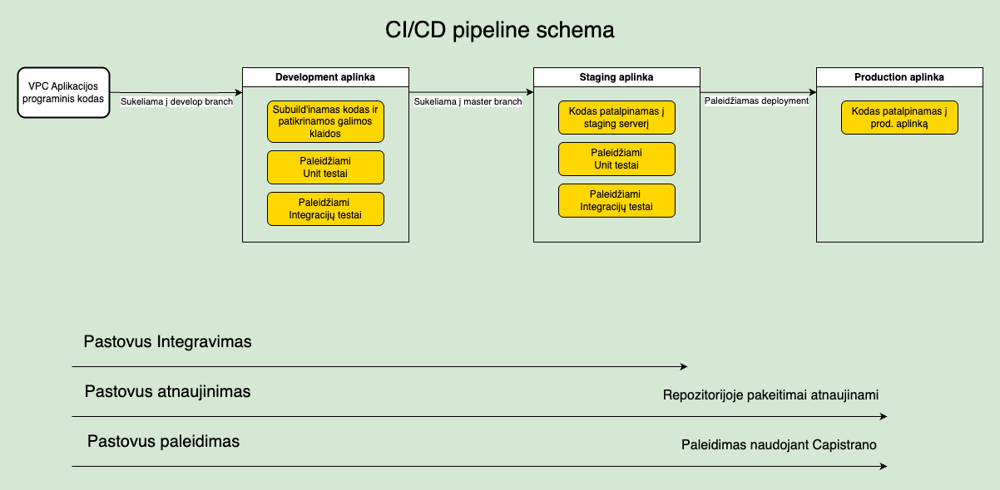 CI/CD pipeline schema
VPC Aplikacijos
programinis kodas
Sukeliama į develop branch
Development aplinka
Subuild'inamas kodas ir
patikrinamos galimos
klaidos
Paleidžiami
Unit testai
Paleidžiami
Integracijų testai
Sukeliama į master branch
Staging aplinka
Kodas patalpinamas į
staging serverį
Paleidžiami
Unit testai
Paleidžiami
Integracijų testai
Paleidžiamas deployment
Production aplinka
Kodas patalpinamas į
prod. aplinką
Pastovus Integravimas
Pastovus atnaujinimas
Repozitorijoje pakeitimai atnaujinami
Pastovus paleidimas
Paleidimas naudojant Capistrano